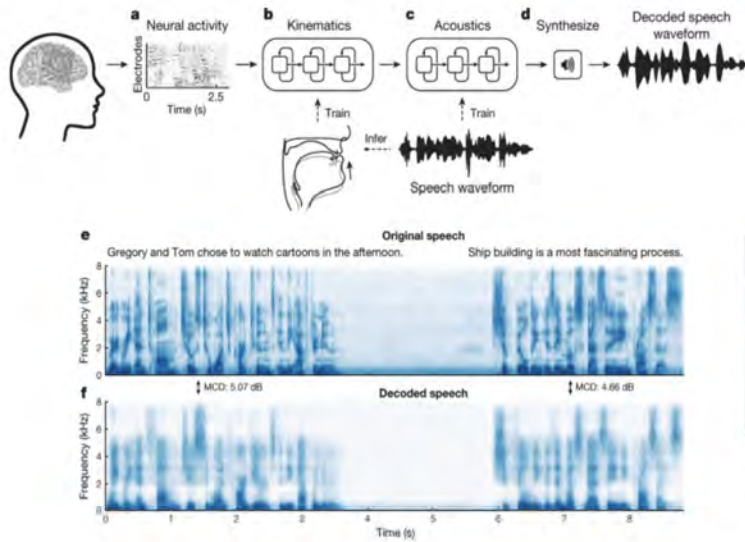 a b c d
Neural activity Kinematics Acoustics Synthesize Decoded speech
waveform
Electrodes
0 2.5
Time (s)
Train Train
Infer
Speech waveform
e Original speech
Gregory and Tom chose to watch cartoons in the afternoon. Ship building is a most fascinating process.
8
6
4
2
0
Frequency (kHz)
MCD: 5.07 dB MCD: 4.66 dB
f Decoded speech
8
6
4
2
0
Frequency (kHz)
0 1 2 3 4 5 6 7 8
Time (s)